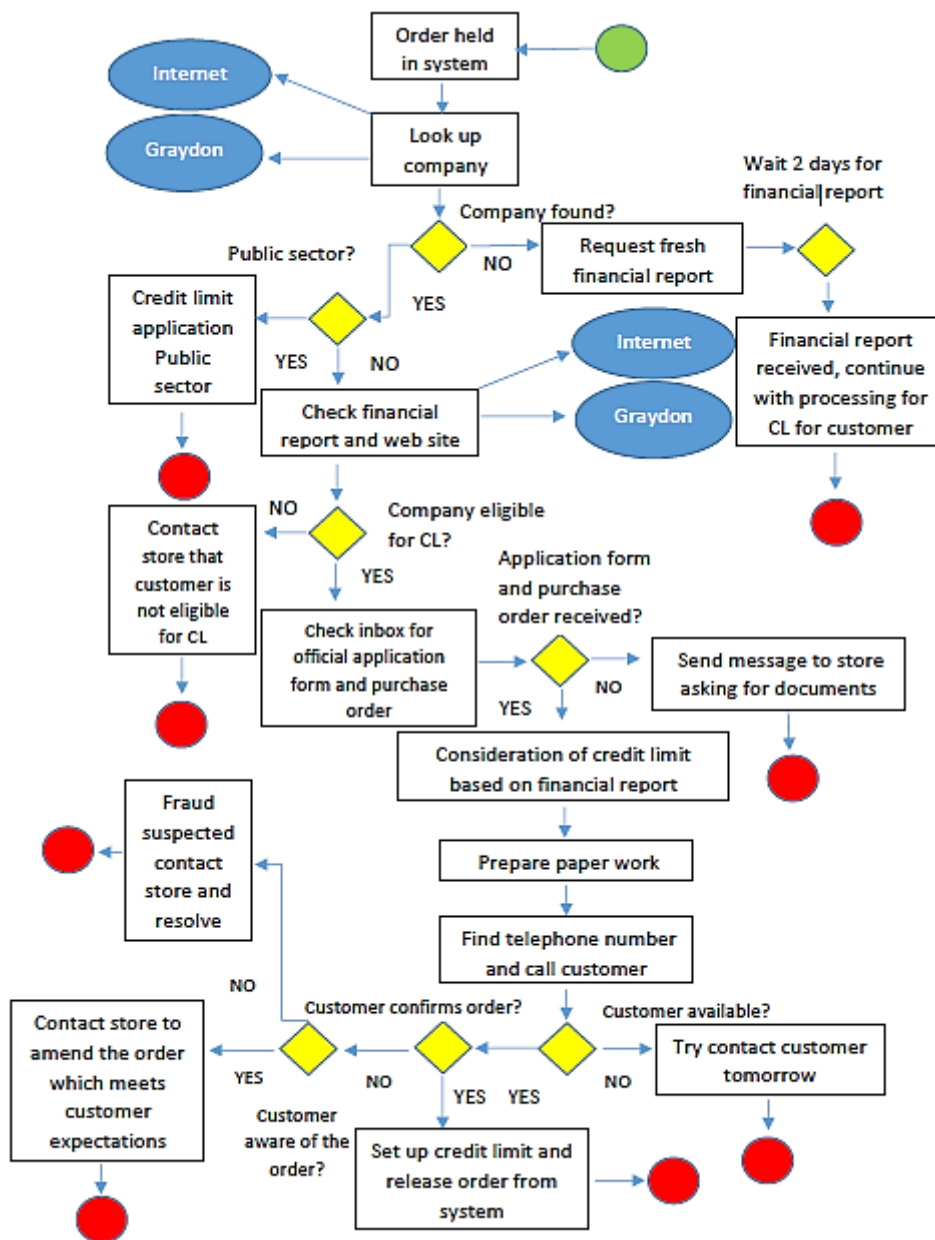 Order held
in system
Internet
Graydon
Look up
company
Wait 2 days for
financial report
Company found?
Public sector?
NO
Request fresh
financial report
YES
Credit limit
application
Public
sector
YES
NO
Internet
Graydon
Financial report
received, continue
with processing for
CL for customer
Check financial
report and web site
NO
Company eligible
for CL?
Contact
store that
customer is
not eligible
for CL
YES
Application form
and purchase
order received?
Check inbox for
official application
form and purchase
order
NO
YES
Send message to store
asking for documents
Consideration of credit limit
based on financial report
Fraud
suspected
contact
store and
resolve
Prepare paper work
Find telephone number
and call customer
NO
Customer confirms order?
Customer available?
Contact store to
amend the order
which meets
customer
expectations
YES
NO
YES
YES
NO
Try contact customer
tomorrow
Customer
aware of the
order?
Set up credit limit and
release order from
system